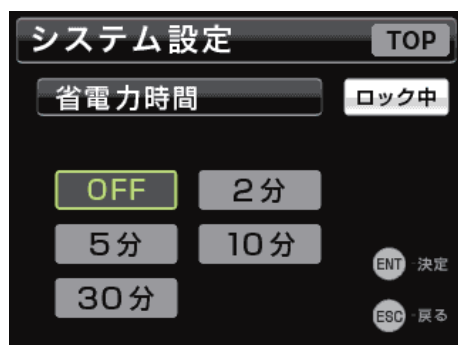 システム設定 TOP
省電力時間 ロック中
OFF 2分
5分 10分
ENT -決定
30分
ESC -戻る